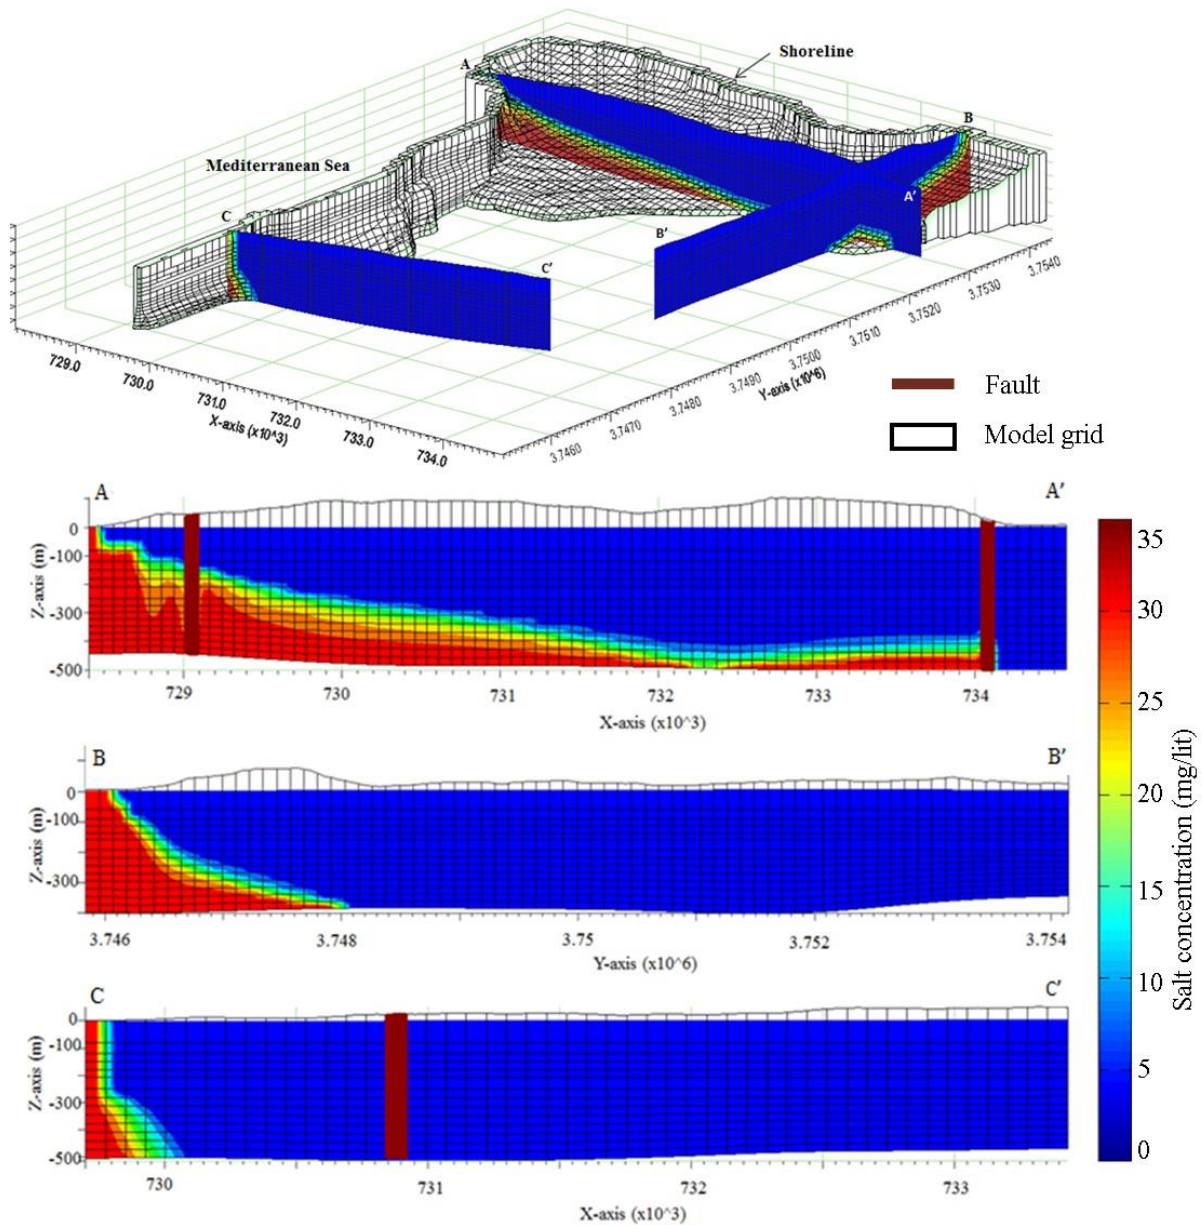 Shoreline
A
B
Mediterranean Sea
A'
C
B'
C'
3.7540
3.7530
3.7520
3.7510
3.7500
3.7490
3.7480
3.7470
3.7460
Y-axis (x10^6)
729.0
730.0
731.0
732.0
733.0
734.0
X-axis (x10^3)
Fault
Model grid
A A'
0
-100
-300
-500
Z-axis (m)
729 730 731 732 733 734
X-axis (x10^3)
B B'
0
-100
-300
Z-axis (m)
3.746 3.748 3.75 3.752 3.754
Y-axis (x10^6)
C C'
0
-100
-300
-500
Z-axis (m)
730 731 732 733
X-axis (x10^3)
35
30
25
20
15
10
5
0
Salt concentration (mg/lit)